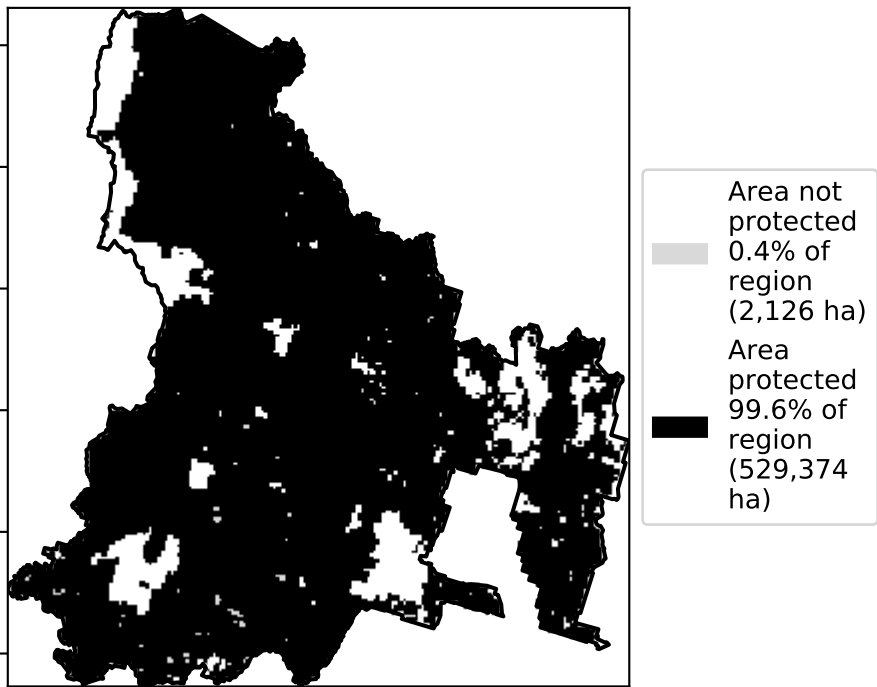 Area not
protected
0.4% of
region
(2,126 ha)
Area
protected
99.6% of
region
(529,374
ha)